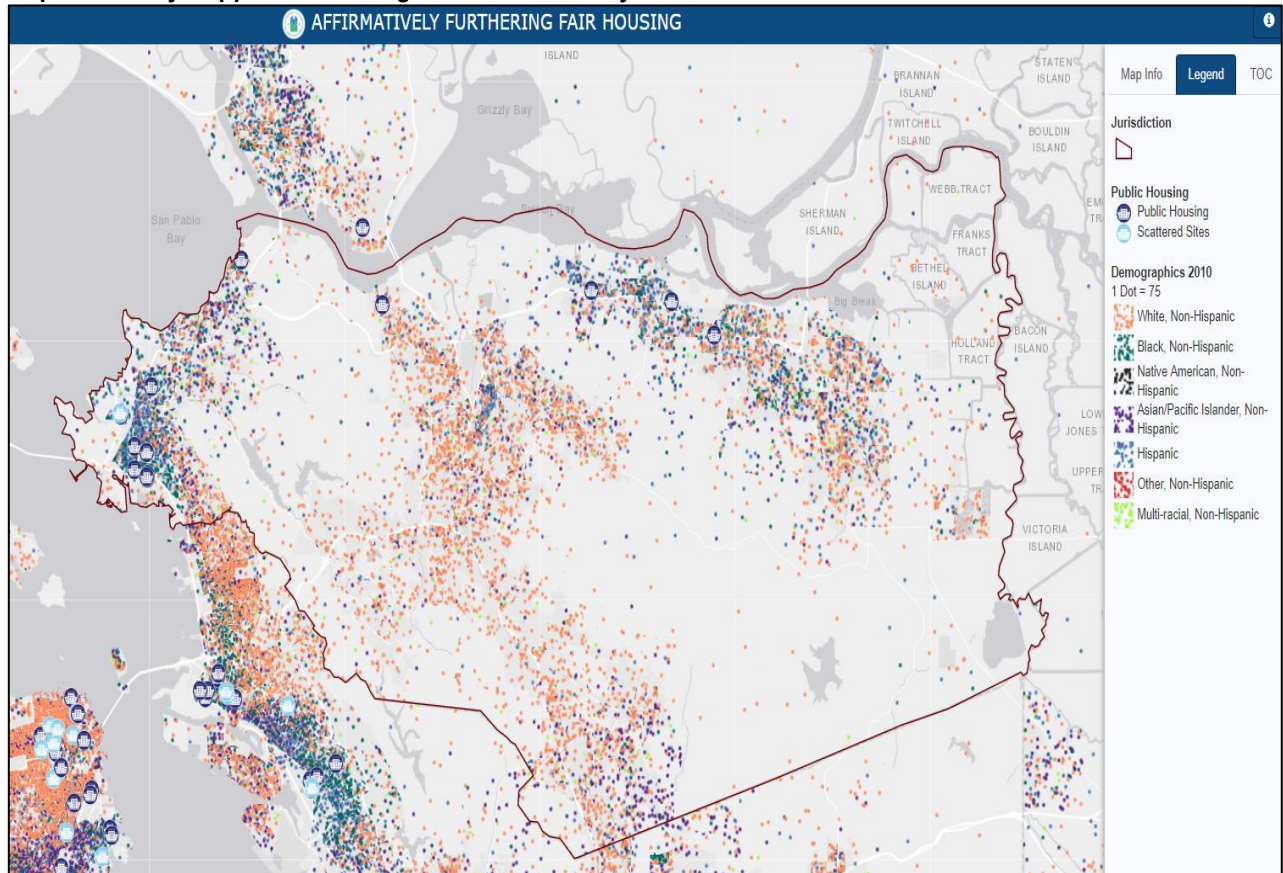 AFFIRMATIVELY FURTHERING FAIR HOUSING
Map Info
Legend
TOC
Jurisdiction
Public Housing
Public Housing
Scattered Sites
Demographics 2010
1 Dot = 75
White, Non-Hispanic
Black, Non-Hispanic
Native American, Non-
Hispanic
Asian/Pacific Islander, Non-
Hispanic
Hispanic
Other, Non-Hispanic
Multi-racial, Non-Hispanic
ISLAND
Grizzly Bay
STATEN
ISLAND
BRANNAN
ISLAND
TWITCHELL
ISLAND
BOULDIN
ISLAND
WEBB TRACT
San Pablo
Bay
SHERMAN
ISLAND
FRANKS
TRACT
BETHEL
ISLAND
Big Break
HOLLAND
TRACT
BACON
ISLAND
JONES
UPPER
VICTORIA
ISLAND